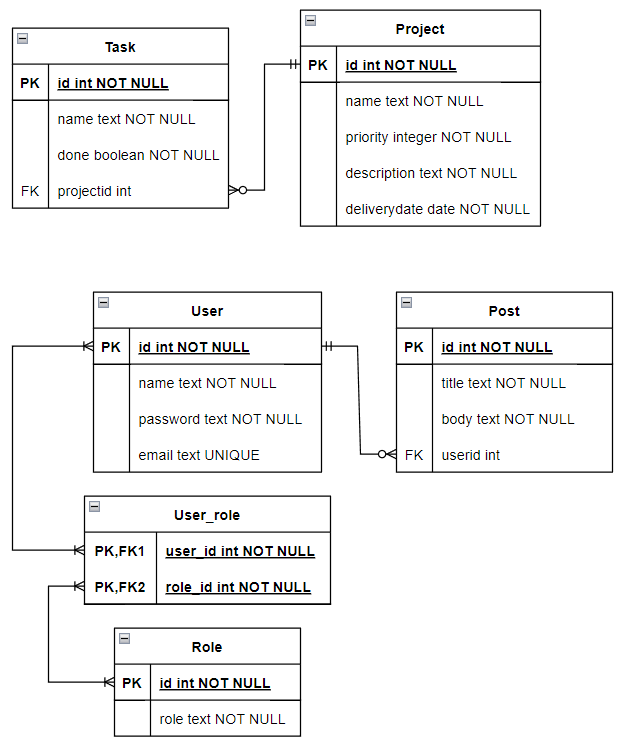 Task
PK id int NOT NULL
name text NOT NULL
done boolean NOT NULL
FK projectid int
Project
PK id int NOT NULL
name text NOT NULL
priority integer NOT NULL
description text NOT NULL
deliverydate date NOT NULL
User
PK id int NOT NULL
name text NOT NULL
password text NOT NULL
email text UNIQUE
Post
PK id int NOT NULL
title text NOT NULL
body text NOT NULL
FK userid int
User_role
PK,FK1 user_id int NOT NULL
PK,FK2 role_id int NOT NULL
Role
PK id int NOT NULL
role text NOT NULL